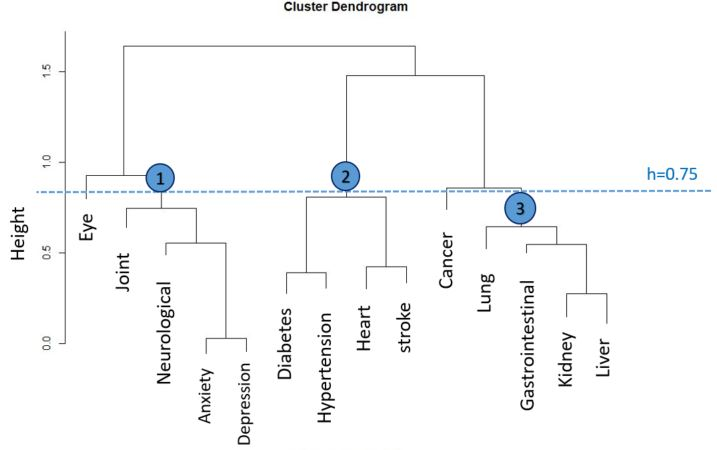 Cluster Dendrogram
Height
1.5
1.0
0.5
0.0
h=0.75
1
2
3
Eye
Joint
Neurological
Anxiety
Depression
Diabetes
Hypertension
Heart
stroke
Cancer
Lung
Gastrointestinal
Kidney
Liver